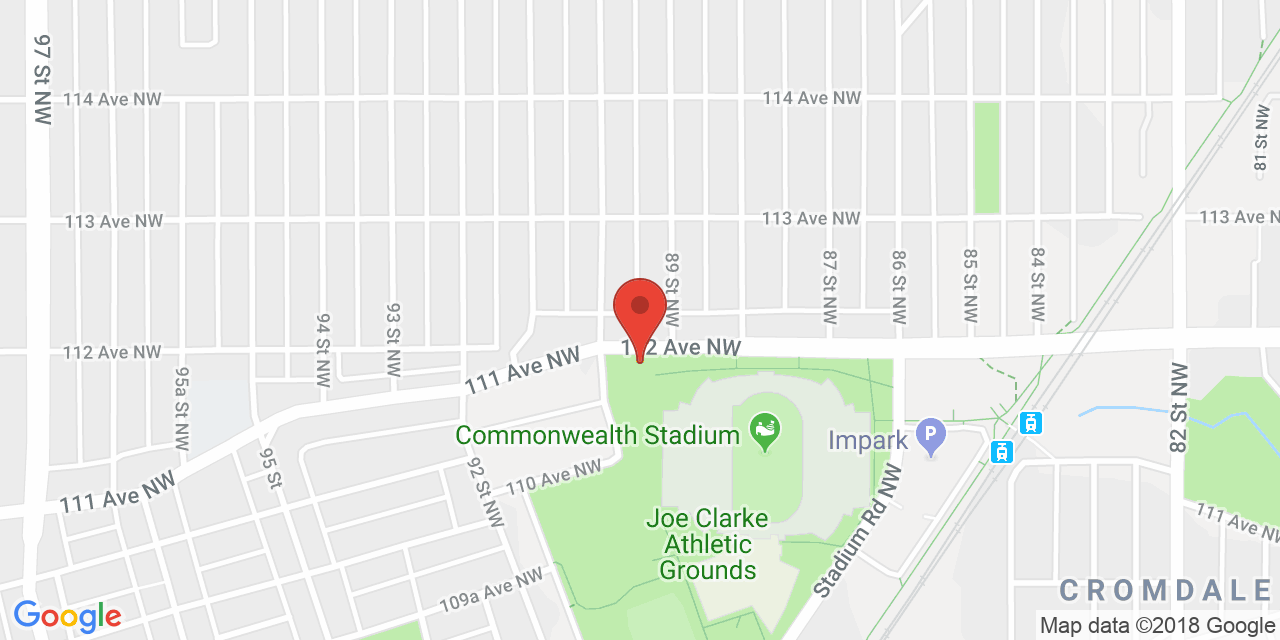 97 St NW
114 Ave NW
114 Ave NW
81 St NW
113 Ave NW
113 Ave NW
113 Ave N
89 St NW
87 St NW
86 St NW
85 St NW
84 St NW
94 St NW
93 St NW
112 Ave NW
111 Ave NW
Ave NW
95a St NW
82 St NW
Commonwealth Stadium
Impark
P
95 St
92 St NW
110 Ave NW
111 Ave NW
Stadium Rd NW
Joe Clarke
Athletic
Grounds
111 Ave NW
109a Ave NW
CROMDALE
Google
Map data ©2018 Google